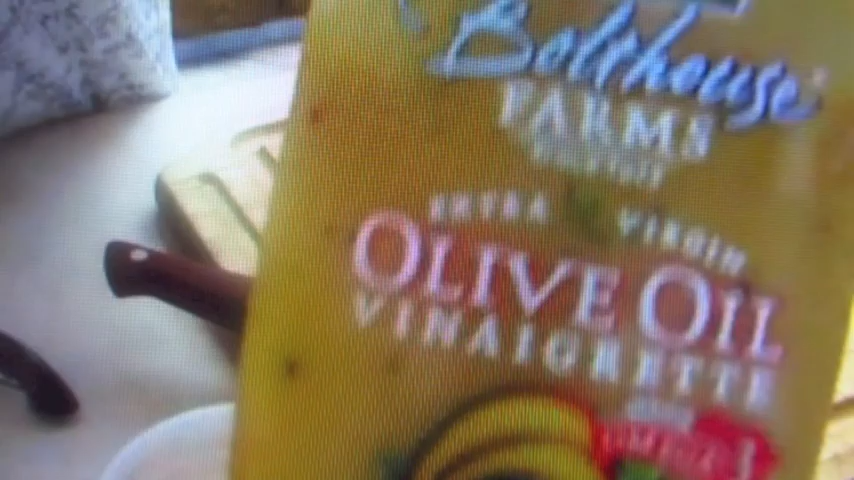 Bolthouse
FARMS
EXTRA VIRGIN
OLIVE OIL
VINAIGRETTE